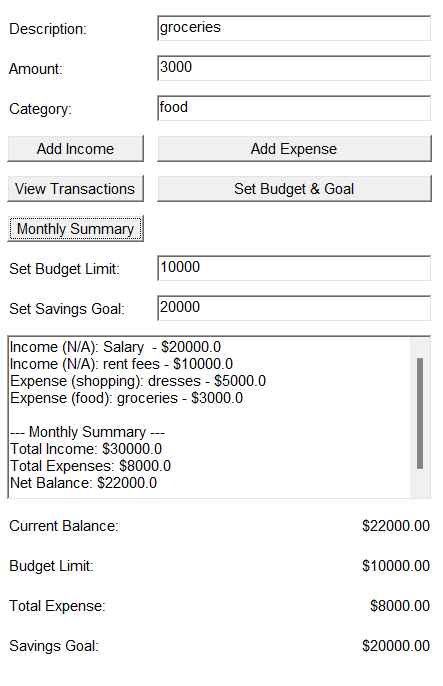 Description: groceries
Amount: 3000
Category: food
Add Income Add Expense
View Transactions Set Budget & Goal
Monthly Summary
Set Budget Limit: 10000
Set Savings Goal: 20000
Income (N/A): Salary  - $20000.0
Income (N/A): rent fees - $10000.0
Expense (shopping): dresses - $5000.0
Expense (food): groceries - $3000.0
--- Monthly Summary ---
Total Income: $30000.0
Total Expenses: $8000.0
Net Balance: $22000.0
Current Balance: $22000.00
Budget Limit: $10000.00
Total Expense: $8000.00
Savings Goal: $20000.00